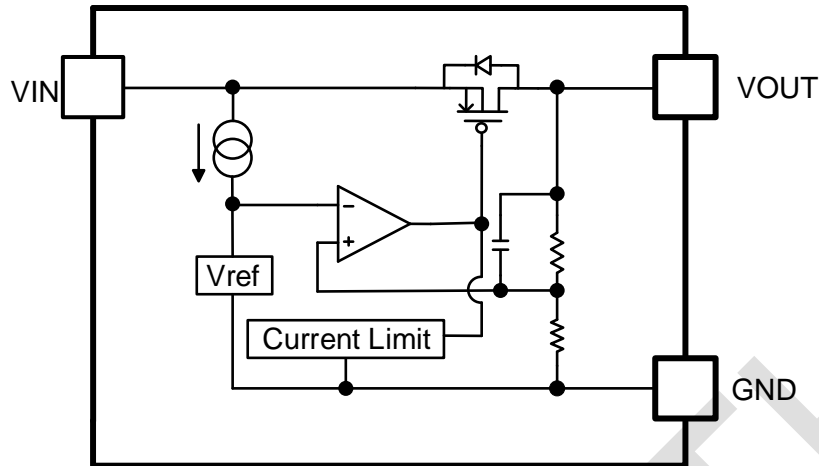 VIN
VOUT
−
+
Vref
Current Limit
GND